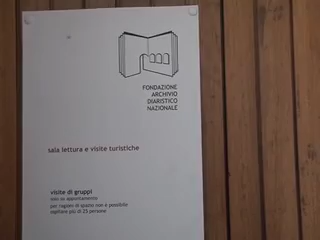 FONDAZIONE
ARCHIVIO
DIARISTICO
NAZIONALE
sala lettura e visite turistiche
visite di gruppi
solo su appuntamento
per ragioni di spazio non è possibile
ospitare più di 25 persone